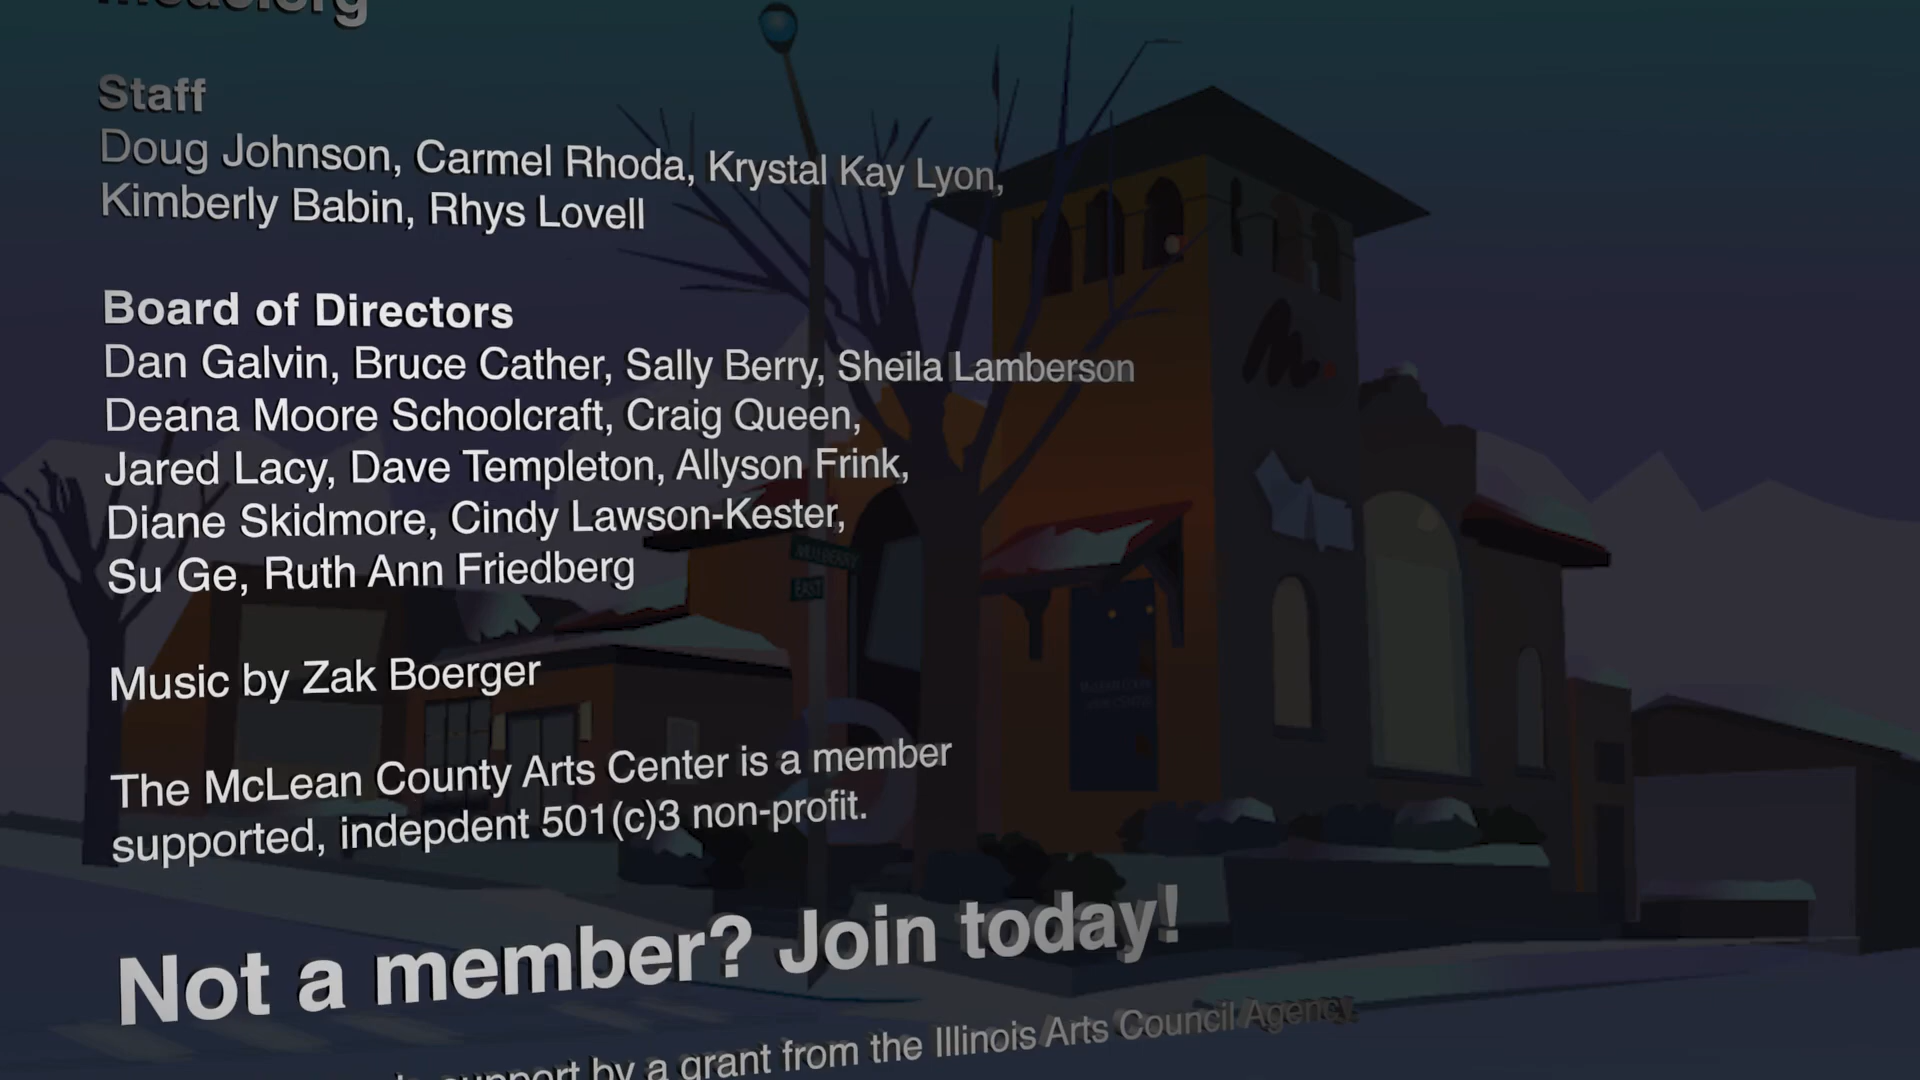 Staff
Doug Johnson, Carmel Rhoda, Krystal Kay Lyon,
Kimberly Babin, Rhys Lovell
Board of Directors
Dan Galvin, Bruce Cather, Sally Berry, Sheila Lamberson
Deana Moore Schoolcraft, Craig Queen,
Jared Lacy, Dave Templeton, Allyson Frink,
Diane Skidmore, Cindy Lawson-Kester,
Su Ge, Ruth Ann Friedberg
MULBERRY
EAST
Music by Zak Boerger
The McLean County Arts Center is a member
supported, indepdent 501(c)3 non-profit.
Not a member? Join today!
support by a grant from the Illinois Arts Council Agency